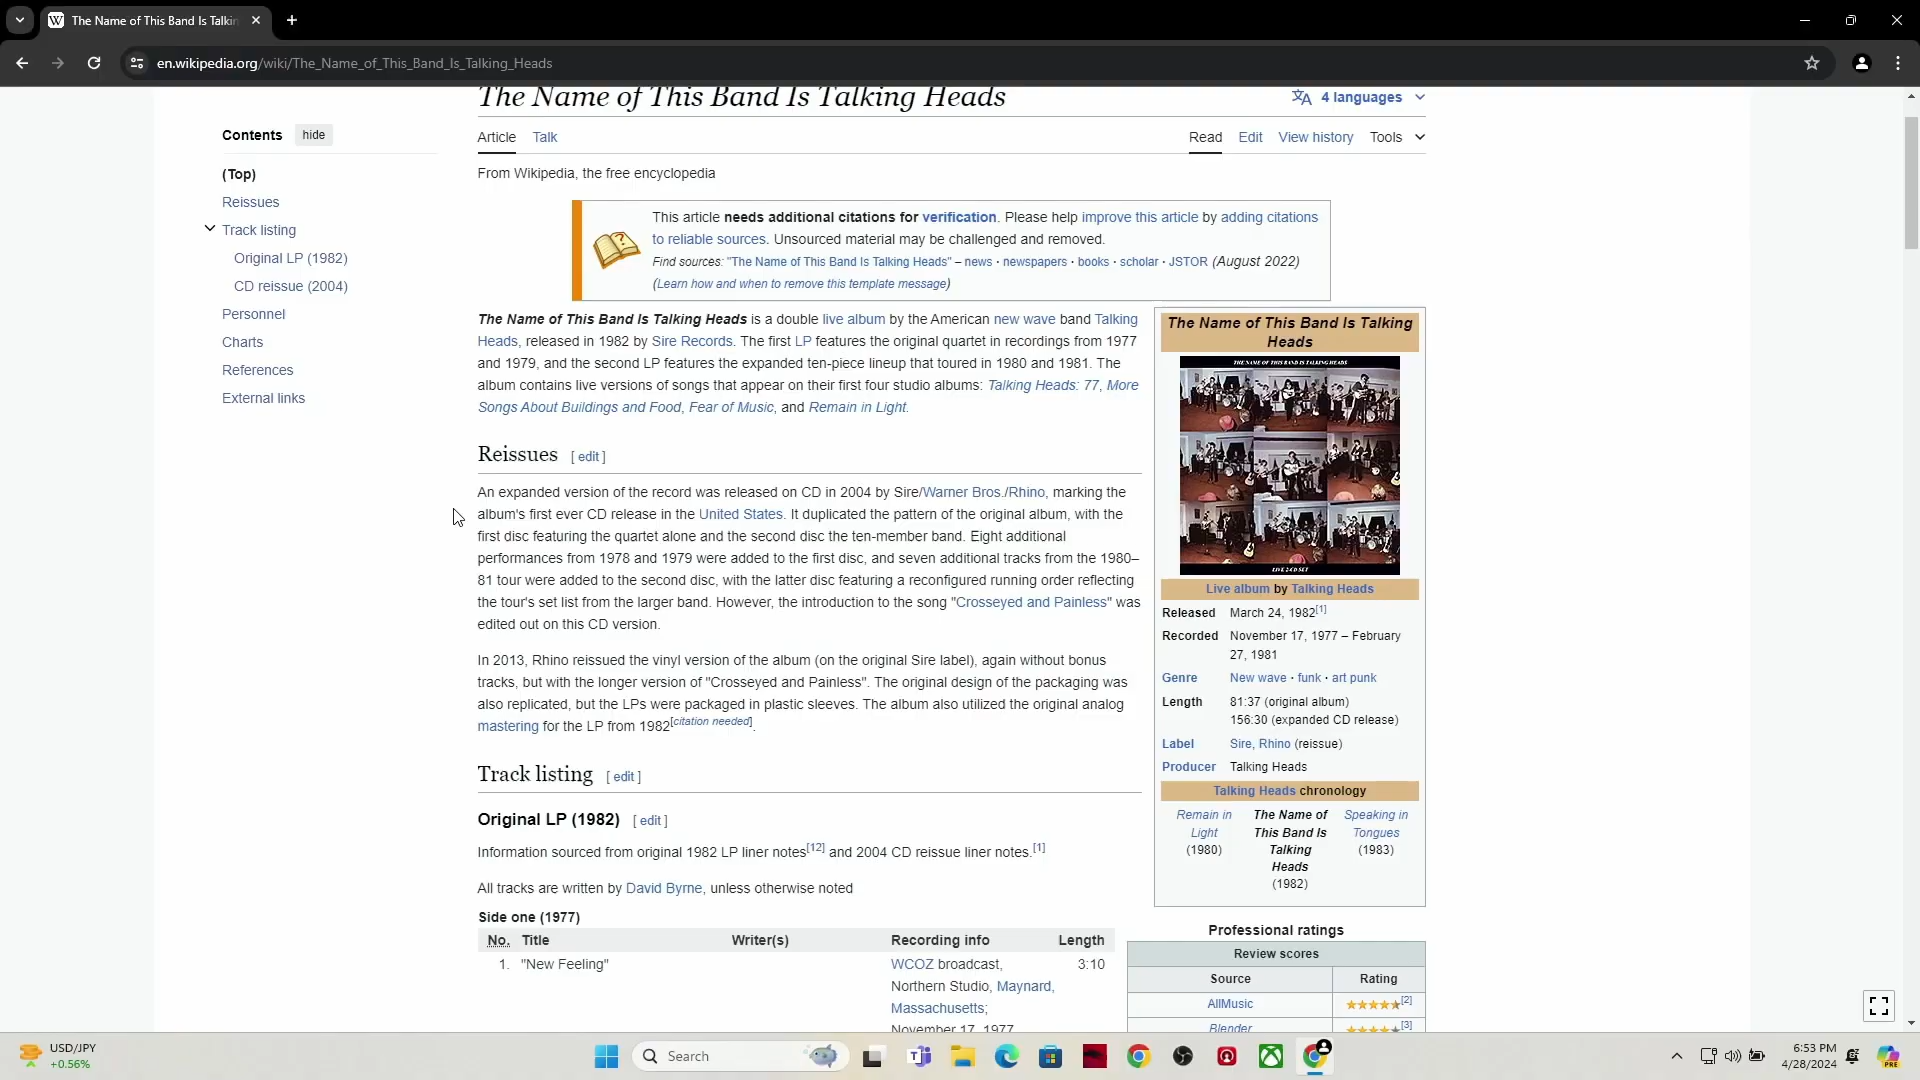 The Name of This Band Is Talkin
en.wikipedia.org/wiki/The_Name_of_This_Band_Is_Talking_Heads
The Name of This Band Is Talking Heads
4 languages
Contents hide
Article Talk
Read Edit View history Tools
(Top)
Reissues
Track listing
Original LP (1982)
CD reissue (2004)
Personnel
Charts
References
External links
From Wikipedia, the free encyclopedia
This article needs additional citations for verification. Please help improve this article by adding citations
to reliable sources. Unsourced material may be challenged and removed.
Find sources: "The Name of This Band Is Talking Heads" – news · newspapers · books · scholar · JSTOR (August 2022)
(Learn how and when to remove this template message)
The Name of This Band Is Talking Heads is a double live album by the American new wave band Talking
Heads, released in 1982 by Sire Records. The first LP features the original quartet in recordings from 1977
and 1979, and the second LP features the expanded ten-piece lineup that toured in 1980 and 1981. The
album contains live versions of songs that appear on their first four studio albums: Talking Heads: 77, More
Songs About Buildings and Food, Fear of Music, and Remain in Light.
Reissues [ edit ]
An expanded version of the record was released on CD in 2004 by Sire/Warner Bros./Rhino, marking the
album's first ever CD release in the United States. It duplicated the pattern of the original album, with the
first disc featuring the quartet alone and the second disc the ten-member band. Eight additional
performances from 1978 and 1979 were added to the first disc, and seven additional tracks from the 1980–
81 tour were added to the second disc, with the latter disc featuring a reconfigured running order reflecting
the tour's set list from the larger band. However, the introduction to the song "Crosseyed and Painless" was
edited out on this CD version.
In 2013, Rhino reissued the vinyl version of the album (on the original Sire label), again without bonus
tracks, but with the longer version of "Crosseyed and Painless". The original design of the packaging was
also replicated, but the LPs were packaged in plastic sleeves. The album also utilized the original analog
mastering for the LP from 1982[citation needed].
Track listing [ edit ]
Original LP (1982) [ edit ]
Information sourced from original 1982 LP liner notes[12] and 2004 CD reissue liner notes.[1]
All tracks are written by David Byrne, unless otherwise noted
Side one (1977)
No. Title Writer(s) Recording info Length
1. "New Feeling" WCOZ broadcast, 3:10
Northern Studio, Maynard,
Massachusetts;
November 17, 1977
The Name of This Band Is Talking
Heads
THE NAME OF THIS BAND IS TALKING HEADS
LIVE 2-CD SET
Live album by Talking Heads
Released March 24, 1982[1]
Recorded November 17, 1977 – February
27, 1981
Genre New wave · funk · art punk
Length 81:37 (original album)
156:30 (expanded CD release)
Label Sire, Rhino (reissue)
Producer Talking Heads
Talking Heads chronology
Remain in
Light
(1980)
The Name of
This Band Is
Talking
Heads
(1982)
Speaking in
Tongues
(1983)
Professional ratings
Review scores
Source Rating
AllMusic [2]
Blender [3]
USD/JPY
+0.56%
Search
PRE
6:53 PM
4/28/2024